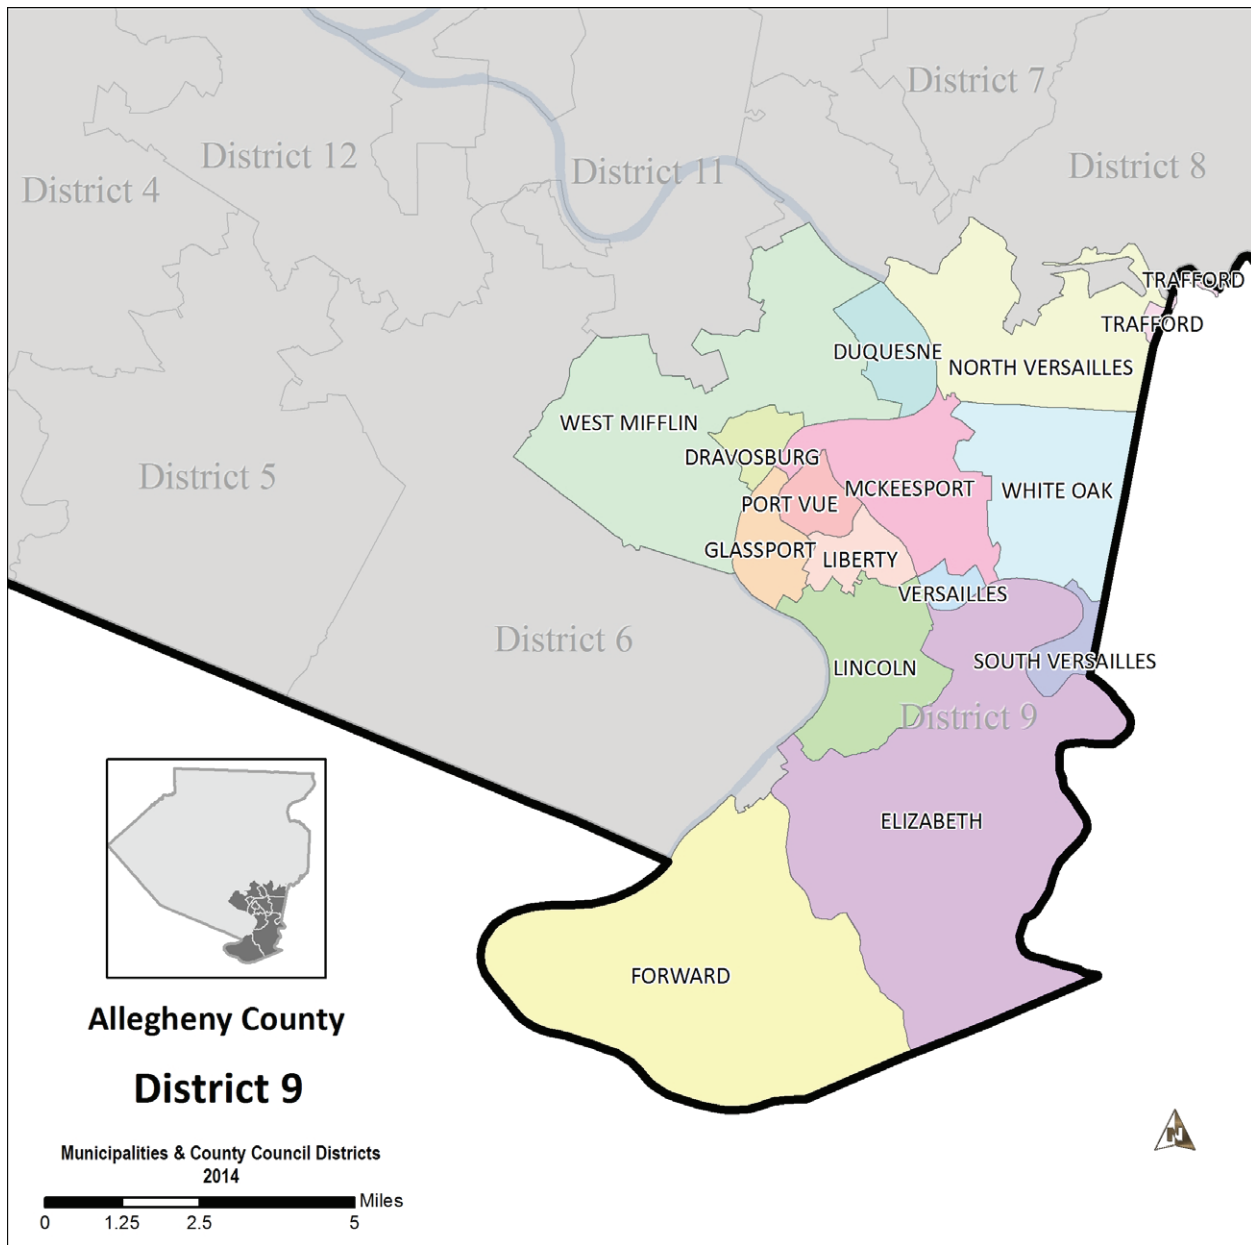 District 7
District 12
District 11
District 8
District 4
TRAFFORD
TRAFFORD
DUQUESNE
NORTH VERSAILLES
WEST MIFFLIN
DRAVOSBURG
District 5
MCKEESPORT
WHITE OAK
PORT VUE
GLASSPORT
LIBERTY
VERSAILLES
District 6
LINCOLN
SOUTH VERSAILLES
District 9
ELIZABETH
FORWARD
Allegheny County
District 9
Municipalities & County Council Districts
2014
Miles
0 1.25 2.5 5
N